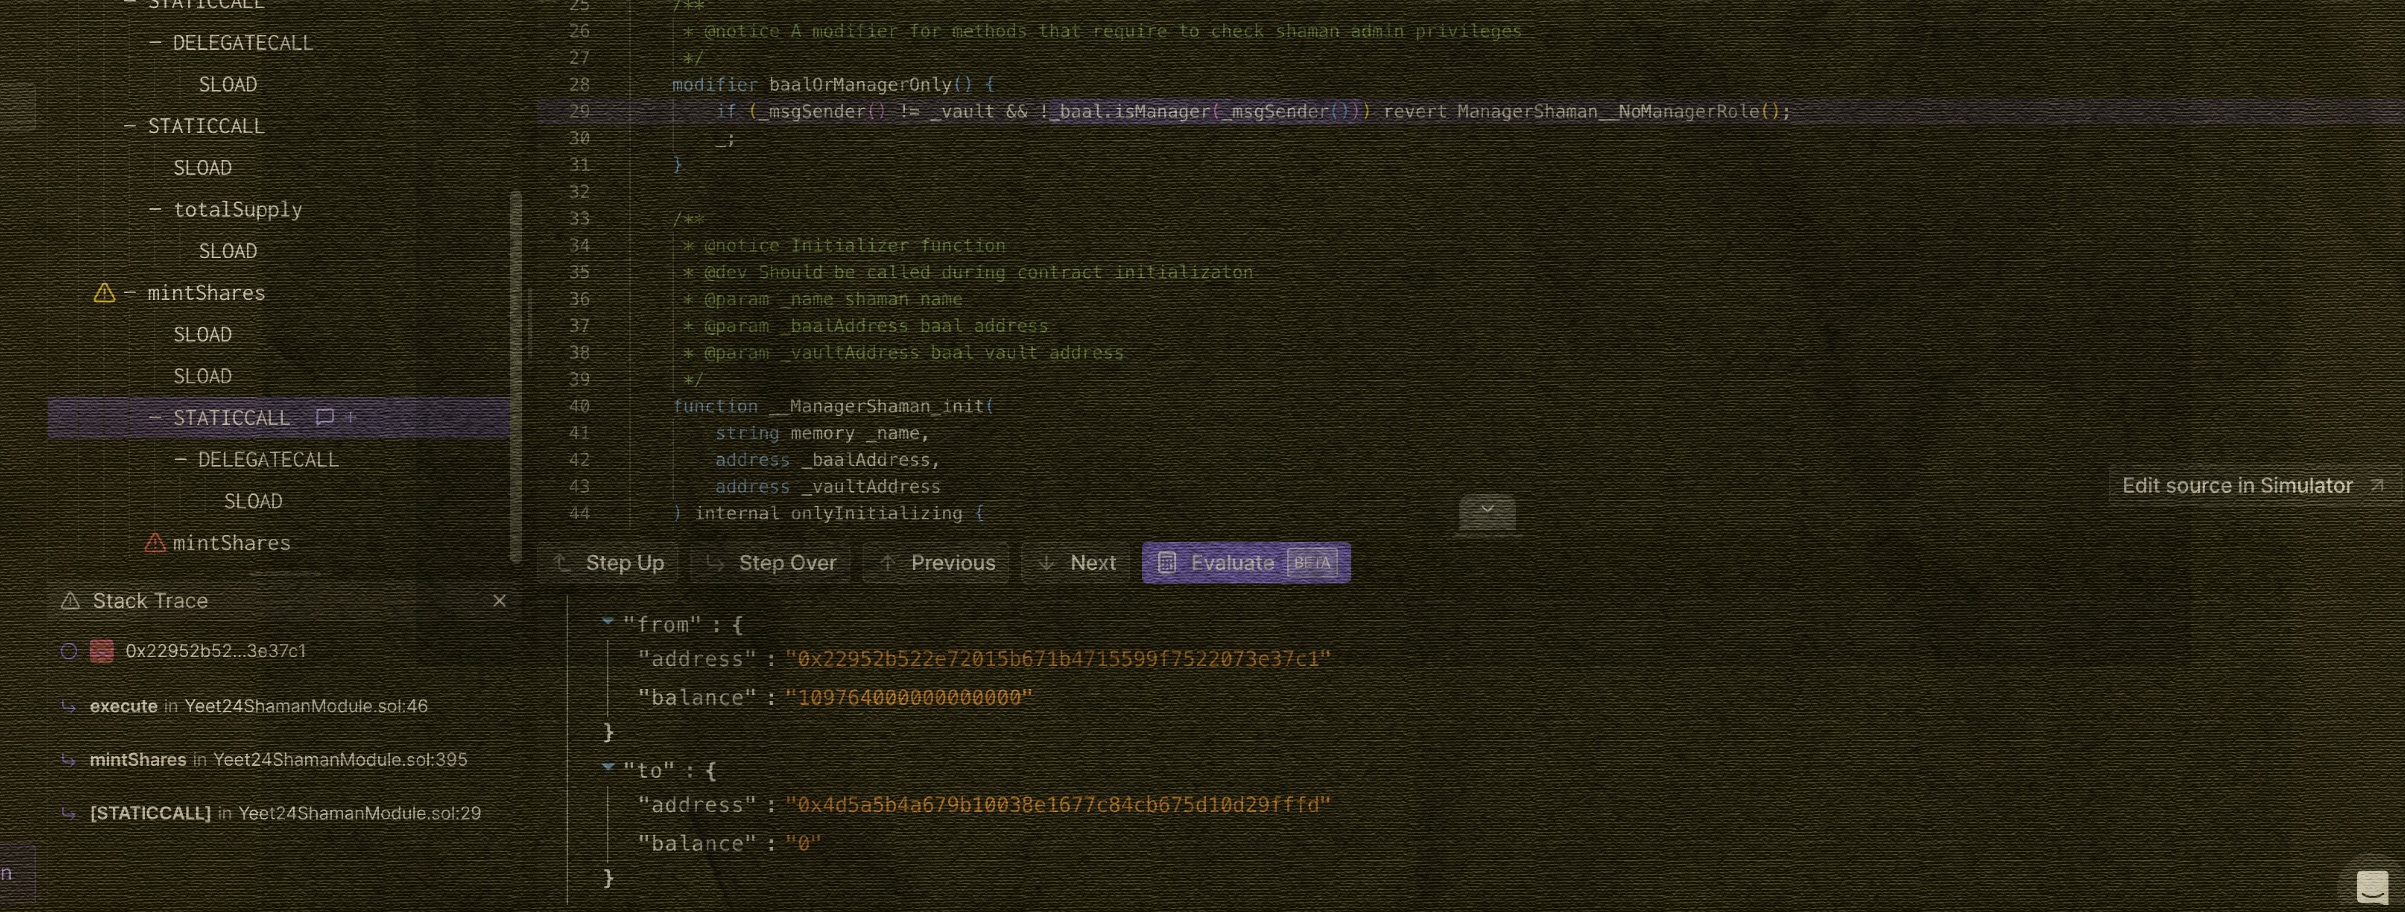 STATICCALL
– DELEGATECALL
SLOAD
– STATICCALL
SLOAD
– totalSupply
SLOAD
– mintShares
SLOAD
SLOAD
– STATICCALL +
– DELEGATECALL
SLOAD
mintShares
Stack Trace ×
0x22952b52...3e37c1
execute in Yeet24ShamanModule.sol:46
mintShares in Yeet24ShamanModule.sol:395
[STATICCALL] in Yeet24ShamanModule.sol:29
n
25 /**
26 * @notice A modifier for methods that require to check shaman admin privileges
27 */
28 modifier baalOrManagerOnly() {
29 if (_msgSender() != _vault && !_baal.isManager(_msgSender())) revert ManagerShaman__NoManagerRole();
30 _;
31 }
32
33 /**
34 * @notice Initializer function
35 * @dev Should be called during contract initializaton
36 * @param _name shaman name
37 * @param _baalAddress baal address
38 * @param _vaultAddress baal vault address
39 */
40 function __ManagerShaman_init(
41 string memory _name,
42 address _baalAddress,
43 address _vaultAddress
44 ) internal onlyInitializing {
Edit source in Simulator
Step Up Step Over Previous Next Evaluate BETA
"from" : {
"address" : "0x22952b522e72015b671b4715599f7522073e37c1"
"balance" : "109764000000000000"
}
"to" : {
"address" : "0x4d5a5b4a679b10038e1677c84cb675d10d29fffd"
"balance" : "0"
}